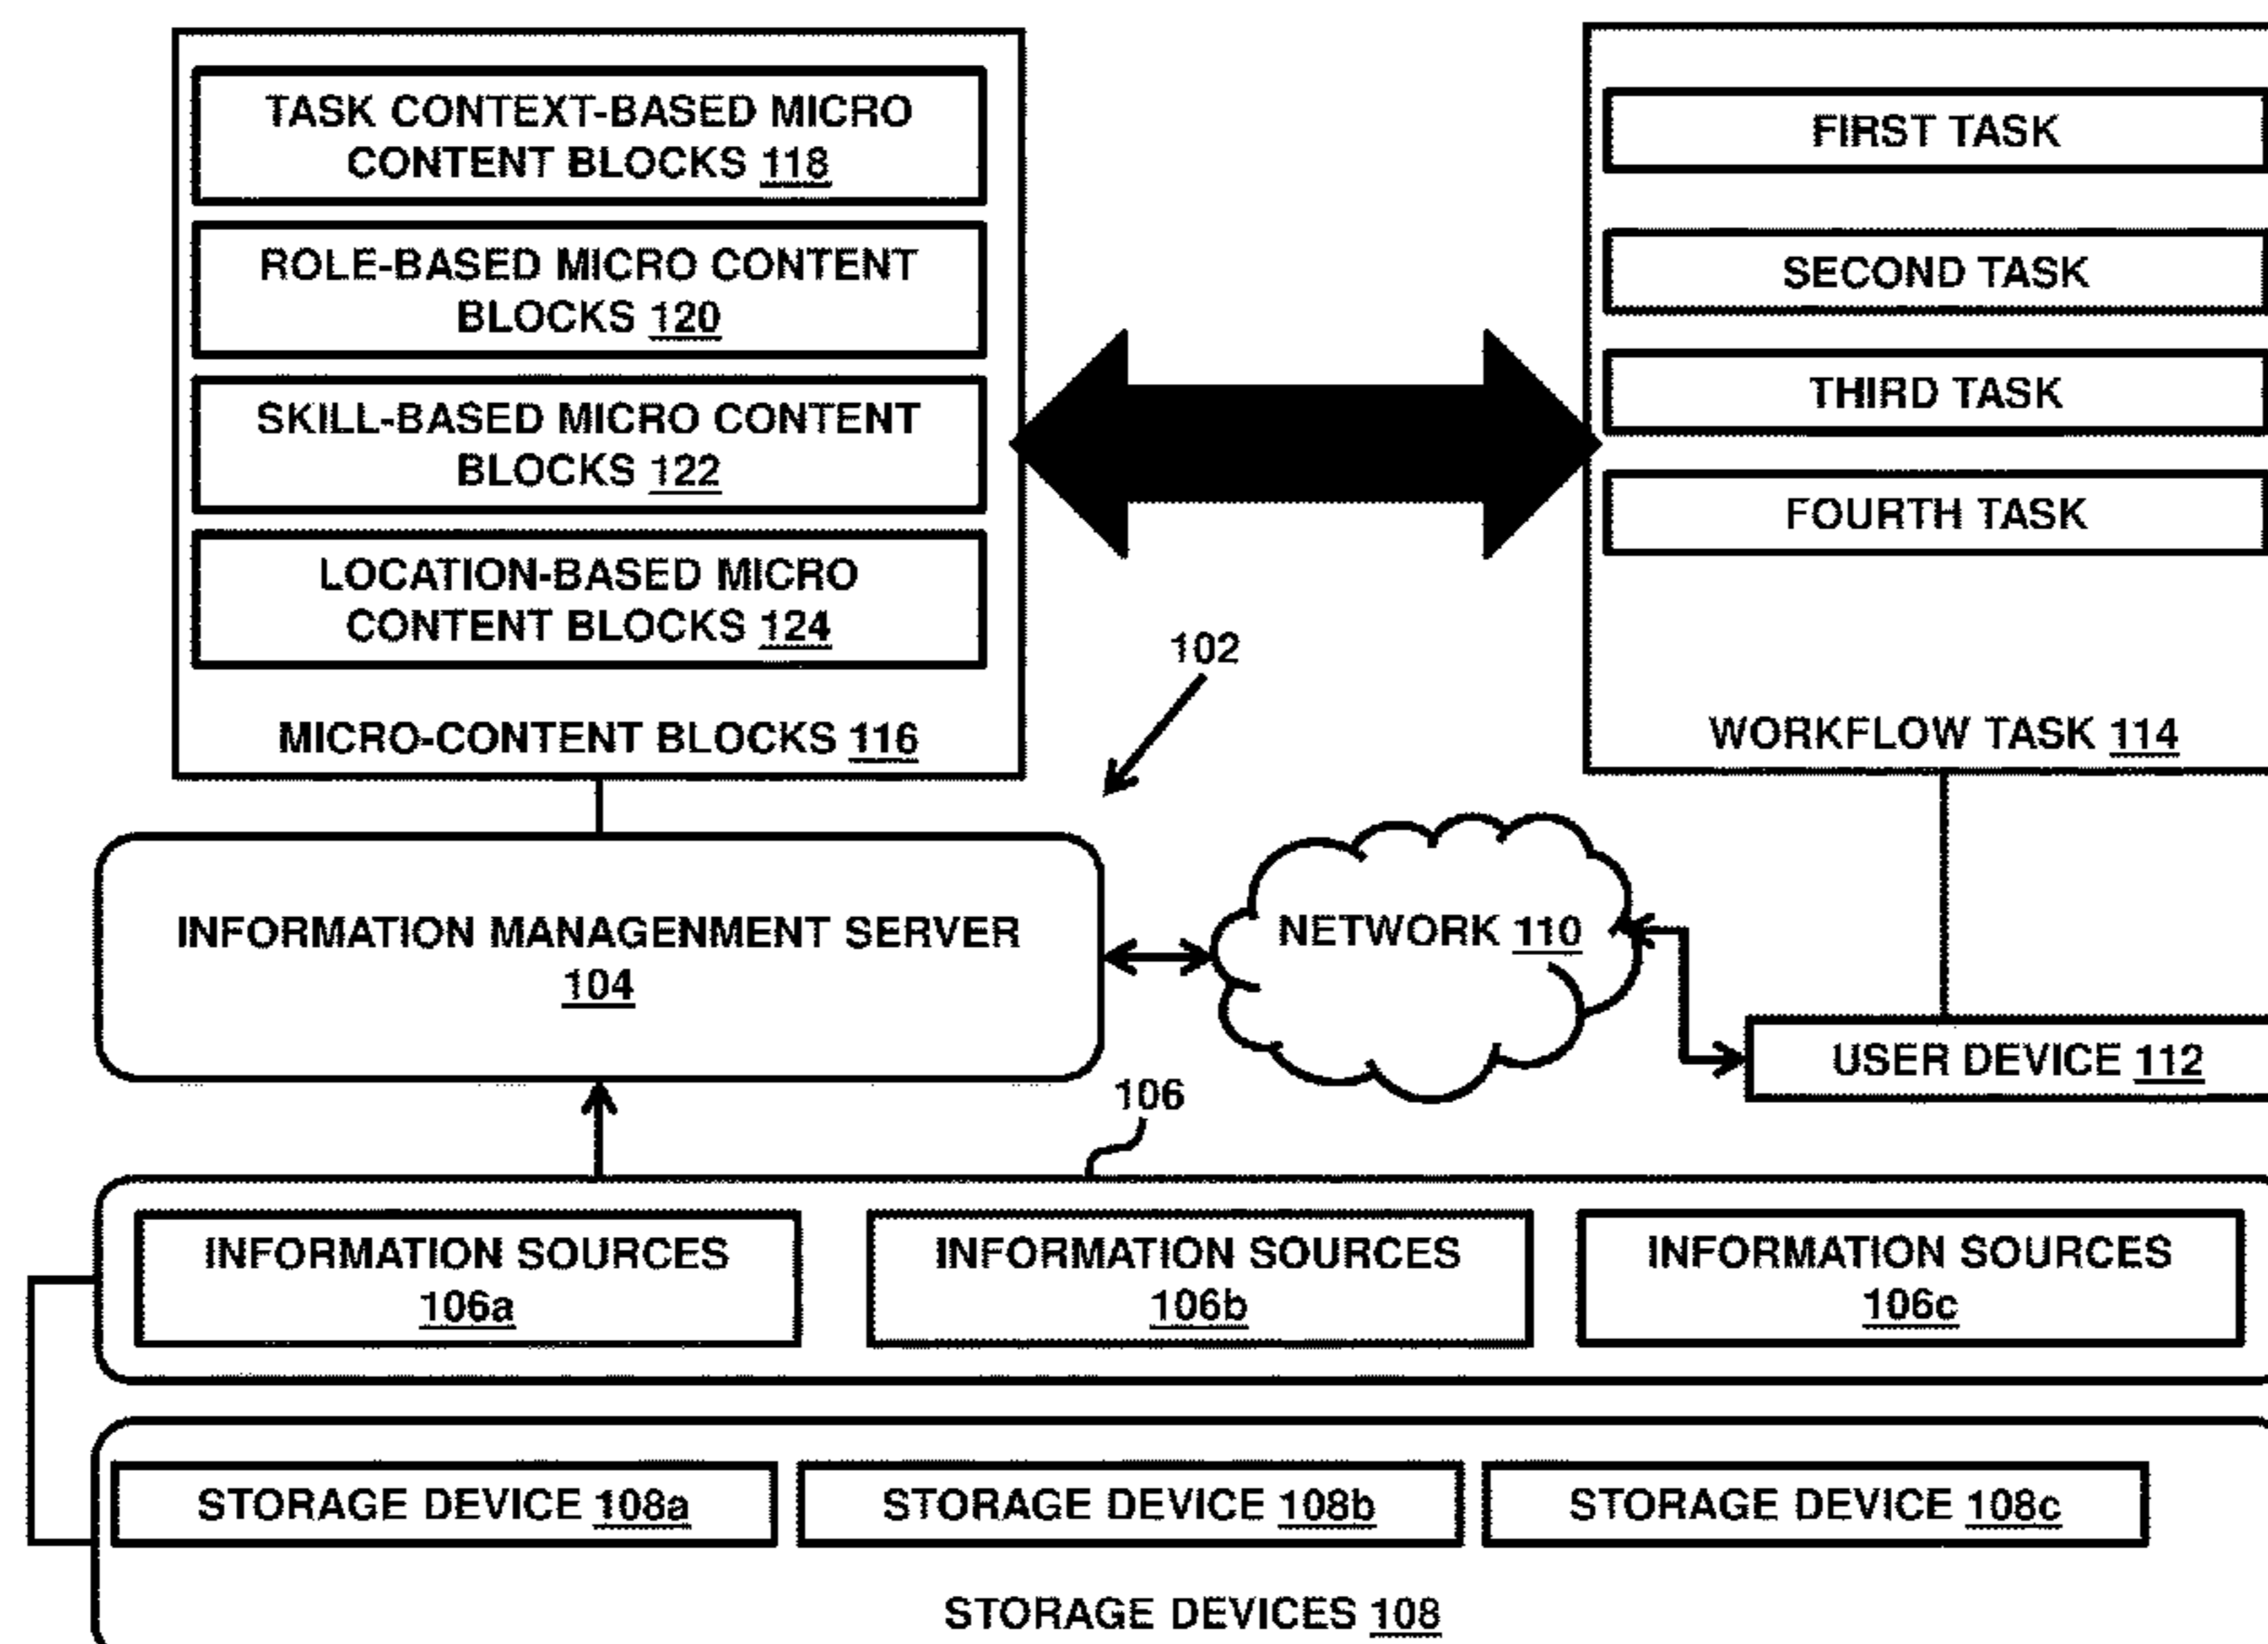 TASK CONTEXT-BASED MICRO
CONTENT BLOCKS 118
ROLE-BASED MICRO CONTENT
BLOCKS 120
SKILL-BASED MICRO CONTENT
BLOCKS 122
LOCATION-BASED MICRO
CONTENT BLOCKS 124
MICRO-CONTENT BLOCKS 116
FIRST TASK
SECOND TASK
THIRD TASK
FOURTH TASK
WORKFLOW TASK 114
102
INFORMATION MANAGENMENT SERVER
104
NETWORK 110
USER DEVICE 112
106
INFORMATION SOURCES
106a
INFORMATION SOURCES
106b
INFORMATION SOURCES
106c
STORAGE DEVICE 108a
STORAGE DEVICE 108b
STORAGE DEVICE 108c
STORAGE DEVICES 108